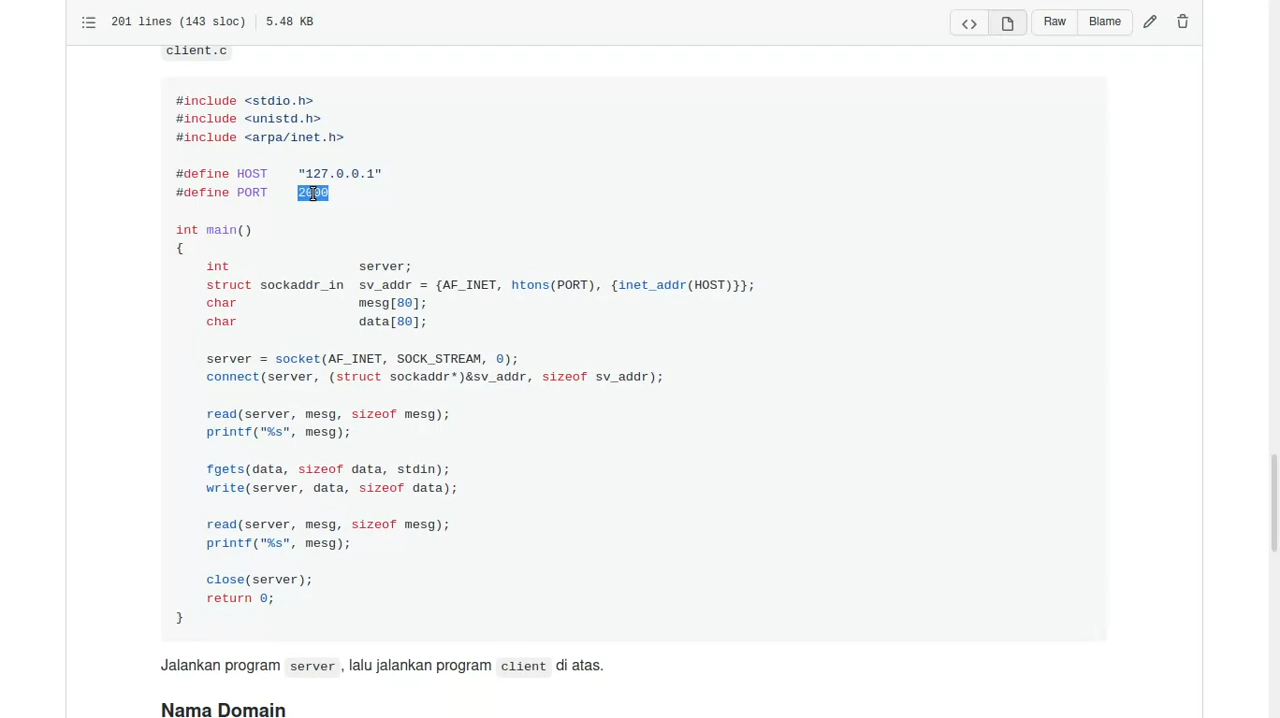 201 lines (143 sloc) 5.48 KB Raw Blame
client.c
#include <stdio.h>
#include <unistd.h>
#include <arpa/inet.h>
#define HOST    "127.0.0.1"
#define PORT    2000
int main()
{
    int                 server;
    struct sockaddr_in  sv_addr = {AF_INET, htons(PORT), {inet_addr(HOST)}};
    char                mesg[80];
    char                data[80];
    server = socket(AF_INET, SOCK_STREAM, 0);
    connect(server, (struct sockaddr*)&sv_addr, sizeof sv_addr);
    read(server, mesg, sizeof mesg);
    printf("%s", mesg);
    fgets(data, sizeof data, stdin);
    write(server, data, sizeof data);
    read(server, mesg, sizeof mesg);
    printf("%s", mesg);
    close(server);
    return 0;
}
Jalankan program server, lalu jalankan program client di atas.
Nama Domain